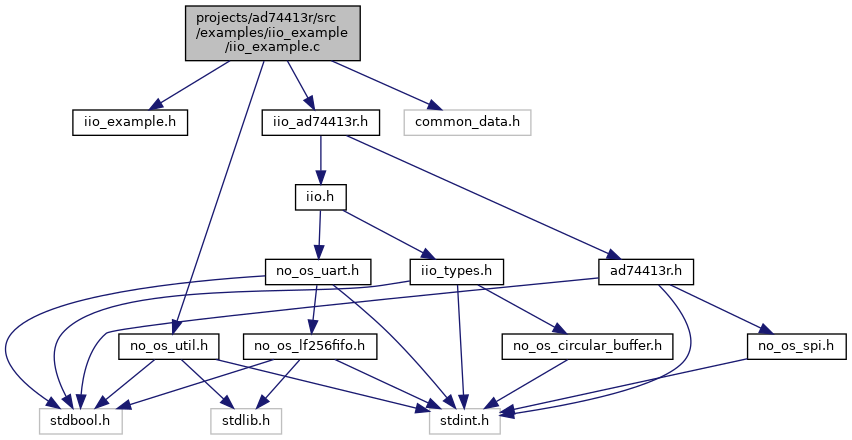 projects/ad74413r/src
/examples/iio_example
/iio_example.c
iio_example.h
iio_ad74413r.h
common_data.h
iio.h
no_os_uart.h
iio_types.h
ad74413r.h
no_os_util.h
no_os_lf256fifo.h
no_os_circular_buffer.h
no_os_spi.h
stdbool.h
stdlib.h
stdint.h